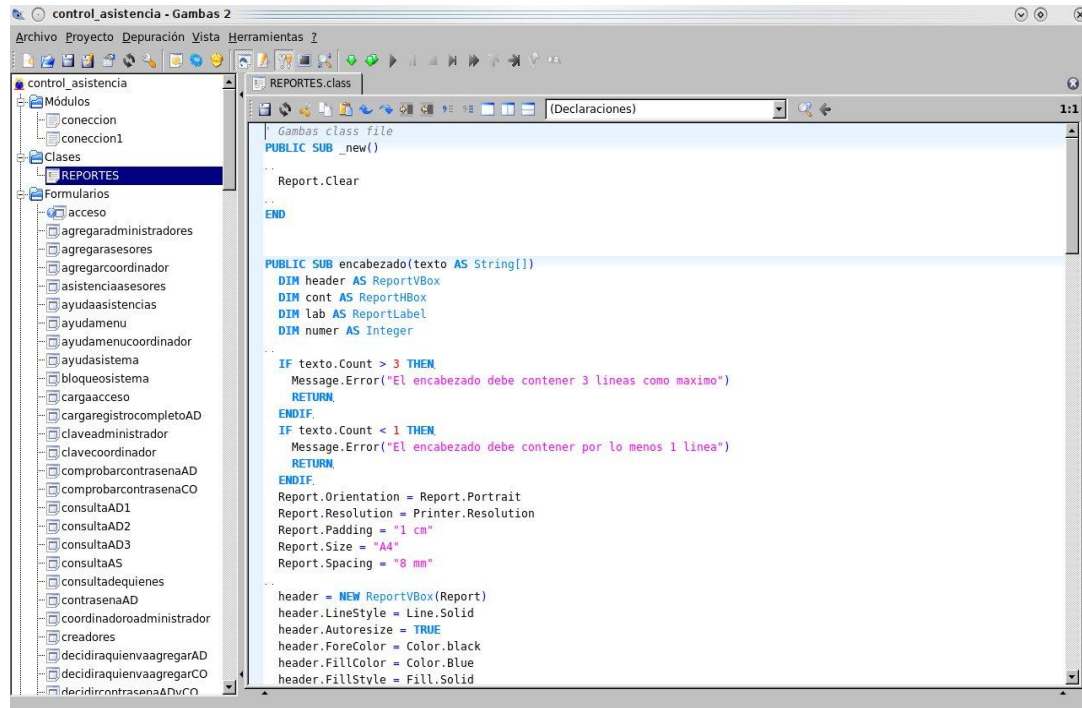 control_asistencia - Gambas 2
Archivo Proyecto Depuración Vista Herramientas ?
control_asistencia
Módulos
coneccion
coneccion1
Clases
REPORTES
Formularios
acceso
agregaradministradores
agregarasesores
agregarcoordinador
asistenciaasesores
ayudaasistencias
ayudamenu
ayudamenucoordinador
ayudasistema
bloqueosistema
cargaacceso
cargaregistrocompletoAD
claveadministrador
clavecoordinador
comprobarcontrasenaAD
comprobarcontrasenaCO
consultaAD1
consultaAD2
consultaAD3
consultaAS
consultadequienes
contrasenaAD
coordinadoroadministrador
creadores
decidiraquienvaagregarAD
decidiraquienvaagregarCO
decidircontrasenaADyCO
REPORTES.class
(Declaraciones)
1:1
' Gambas class file
PUBLIC SUB _new()
Report.Clear
END
PUBLIC SUB encabezado(texto AS String[])
DIM header AS ReportVBox
DIM cont AS ReportHBox
DIM lab AS ReportLabel
DIM numer AS Integer
IF texto.Count > 3 THEN
Message.Error("El encabezado debe contener 3 lineas como maximo")
RETURN
ENDIF
IF texto.Count < 1 THEN
Message.Error("El encabezado debe contener por lo menos 1 linea")
RETURN
ENDIF
Report.Orientation = Report.Portrait
Report.Resolution = Printer.Resolution
Report.Padding = "1 cm"
Report.Size = "A4"
Report.Spacing = "8 mm"
header = NEW ReportVBox(Report)
header.LineStyle = Line.Solid
header.Autoresize = TRUE
header.ForeColor = Color.black
header.FillColor = Color.Blue
header.FillStyle = Fill.Solid